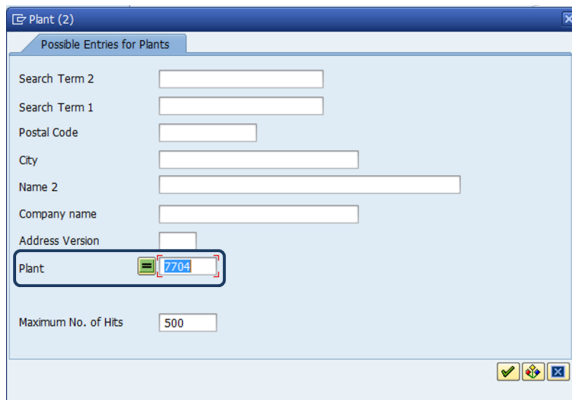 Plant (2)
Possible Entries for Plants
Search Term 2
Search Term 1
Postal Code
City
Name 2
Company name
Address Version
Plant = 7704
Maximum No. of Hits 500